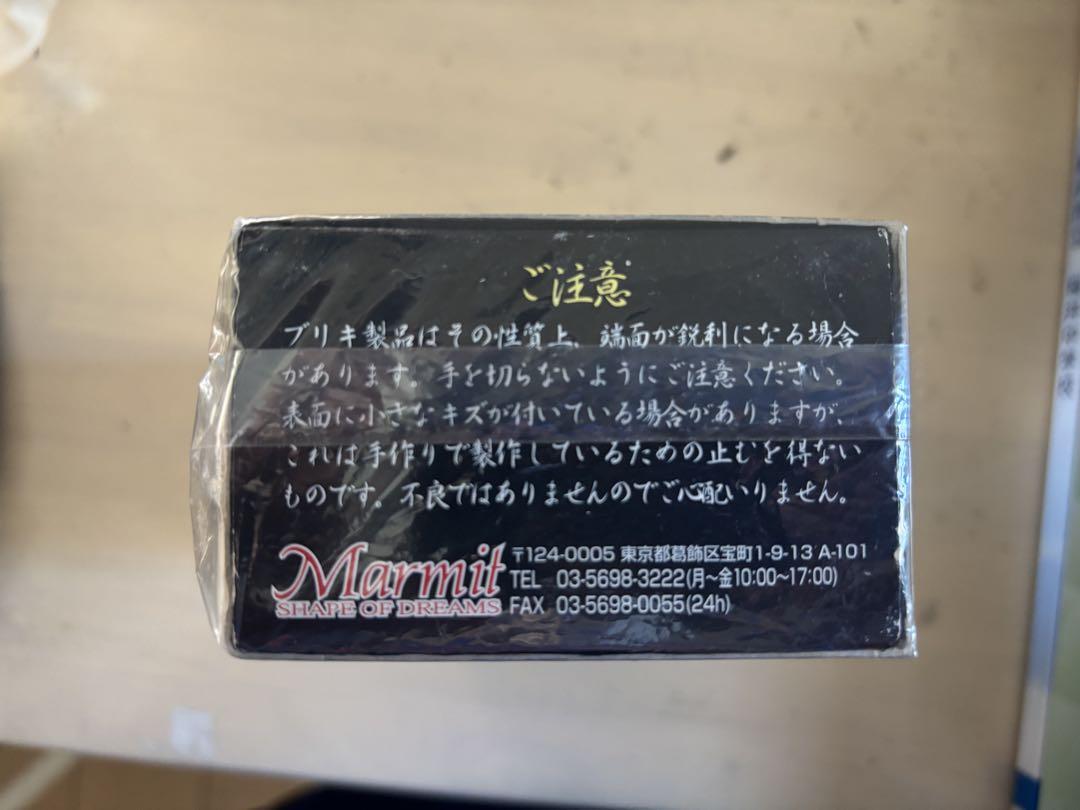 ご注意
ブリキ製品はその性質上、端面が鋭利になる場合
があります。手を切らないようにご注意ください。
表面に小さなキズが付いている場合がありますが、
これは手作りで製作しているための止むを得ない
ものです。不良ではありませんのでご心配いりません。
Marmit
SHAPE OF DREAMS
〒124-0005 東京都葛飾区宝町1-9-13 A-101
TEL 03-5698-3222(月〜金10:00〜17:00)
FAX 03-5698-0055(24h)